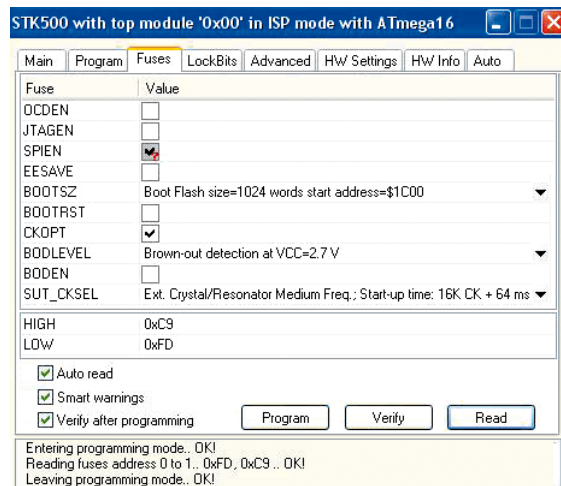 STK500 with top module '0x00' in ISP mode with ATmega16
Main Program Fuses LockBits Advanced HW Settings HW Info Auto
Fuse Value
OCDEN
JTAGEN
SPIEN
EESAVE
BOOTSZ Boot Flash size=1024 words start address=$1C00
BOOTRST
CKOPT
BODLEVEL Brown-out detection at VCC=2.7 V
BODEN
SUT_CKSEL Ext. Crystal/Resonator Medium Freq.; Start-up time: 16K CK + 64 ms
HIGH 0xC9
LOW 0xFD
Auto read
Smart warnings
Verify after programming Program Verify Read
Entering programming mode.. OK!
Reading fuses address 0 to 1.. 0xFD, 0xC9 .. OK!
Leaving programming mode.. OK!